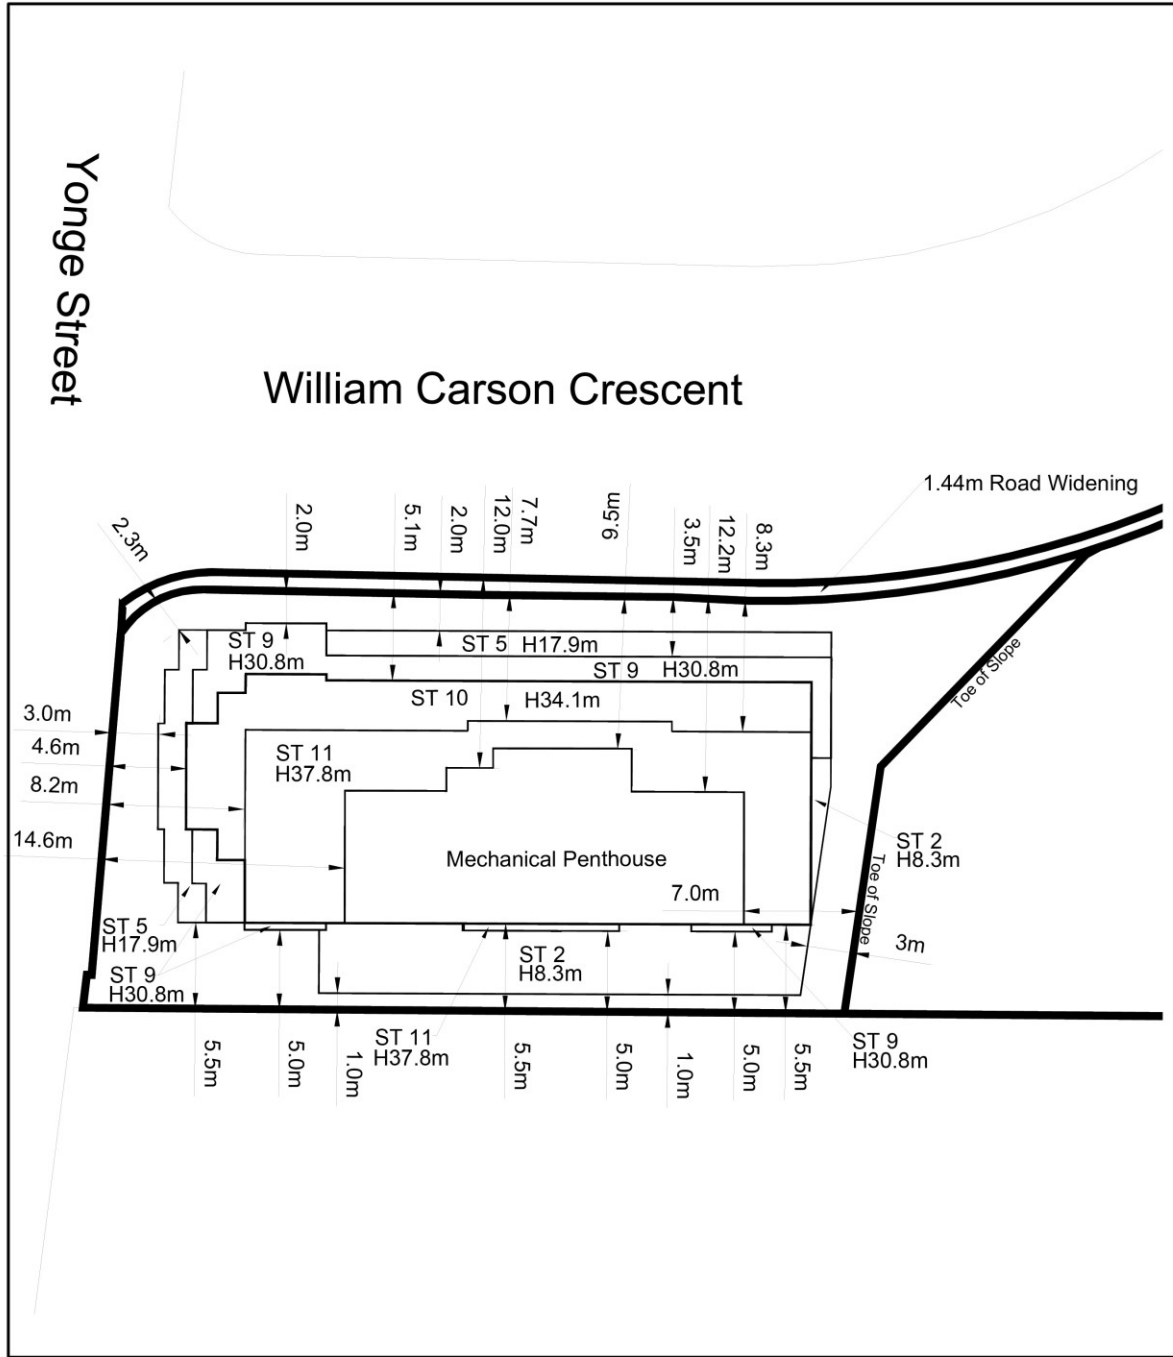 Yonge Street
William Carson Crescent
1.44m Road Widening
2.3m
2.0m
5.1m
2.0m
12.0m
7.7m
9.5m
3.5m
12.2m
8.3m
ST 9
H30.8m
ST 5 H17.9m
ST 9 H30.8m
ST 10 H34.1m
Toe of Slope
3.0m
4.6m
8.2m
14.6m
ST 11
H37.8m
Mechanical Penthouse
ST 2
H8.3m
7.0m
Toe of Slope
3m
ST 5
H17.9m
ST 9
H30.8m
ST 2
H8.3m
ST 11
H37.8m
ST 9
H30.8m
5.5m
5.0m
1.0m
5.5m
5.0m
1.0m
5.0m
5.5m